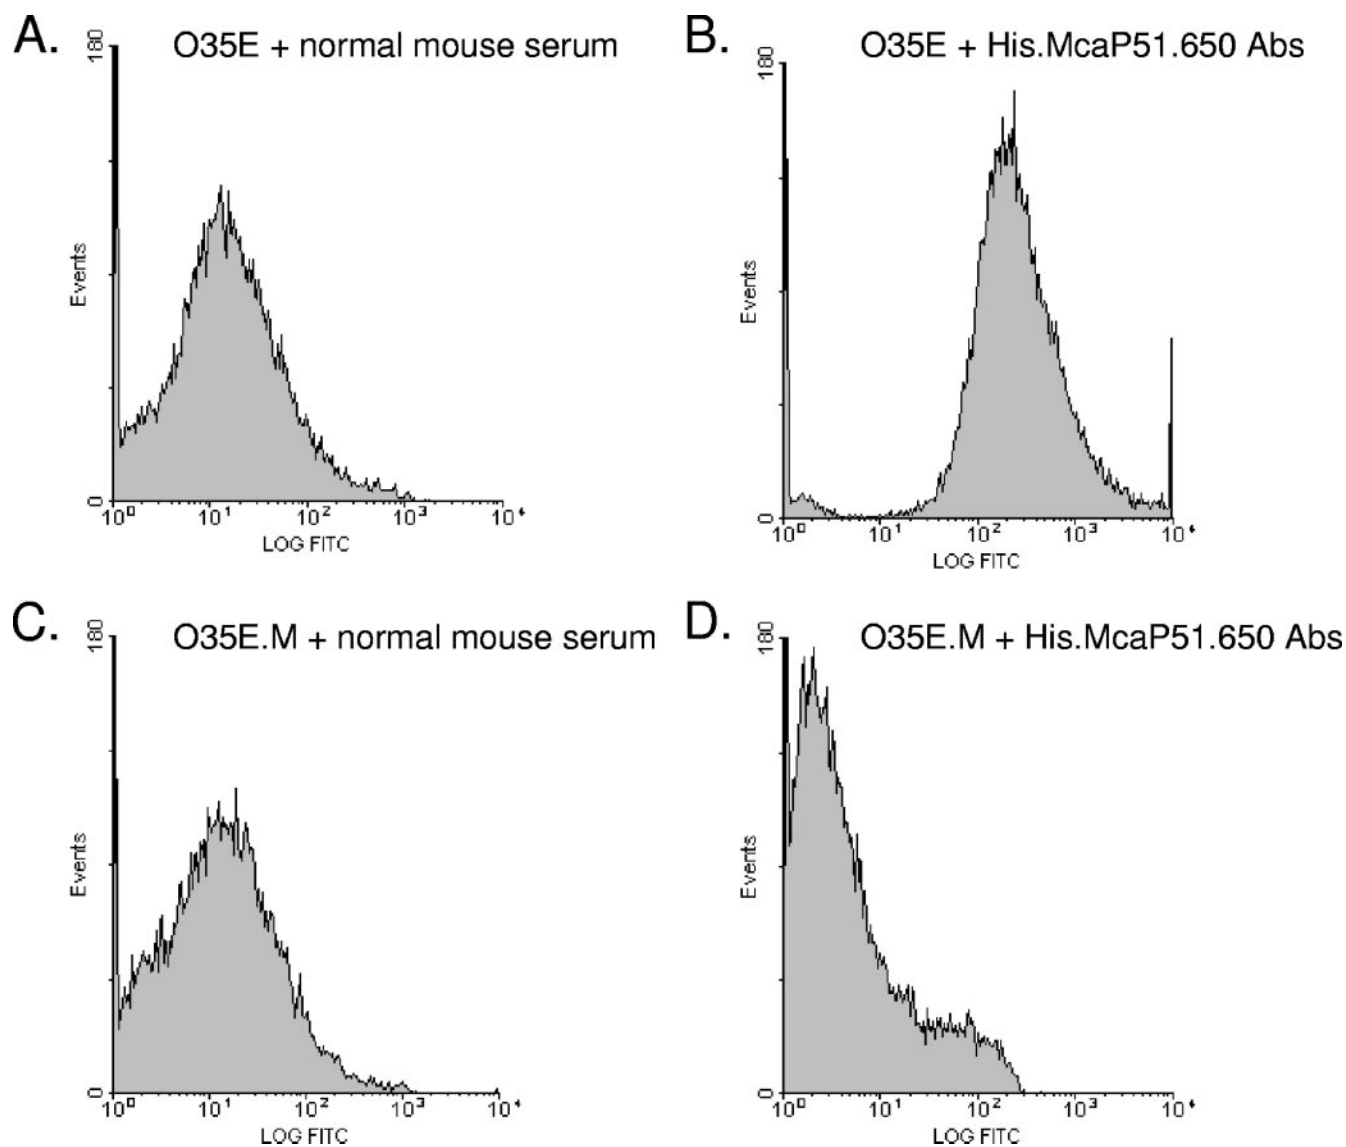 A. O35E + normal mouse serum
180
Events
0
10⁰ 10¹ 10² 10³ 10⁴
LOG FITC
B. O35E + His.McaP51.650 Abs
180
Events
0
10⁰ 10¹ 10² 10³ 10⁴
LOG FITC
C. O35E.M + normal mouse serum
180
Events
0
10⁰ 10¹ 10² 10³ 10⁴
LOG FITC
D. O35E.M + His.McaP51.650 Abs
180
Events
0
10⁰ 10¹ 10² 10³ 10⁴
LOG FITC